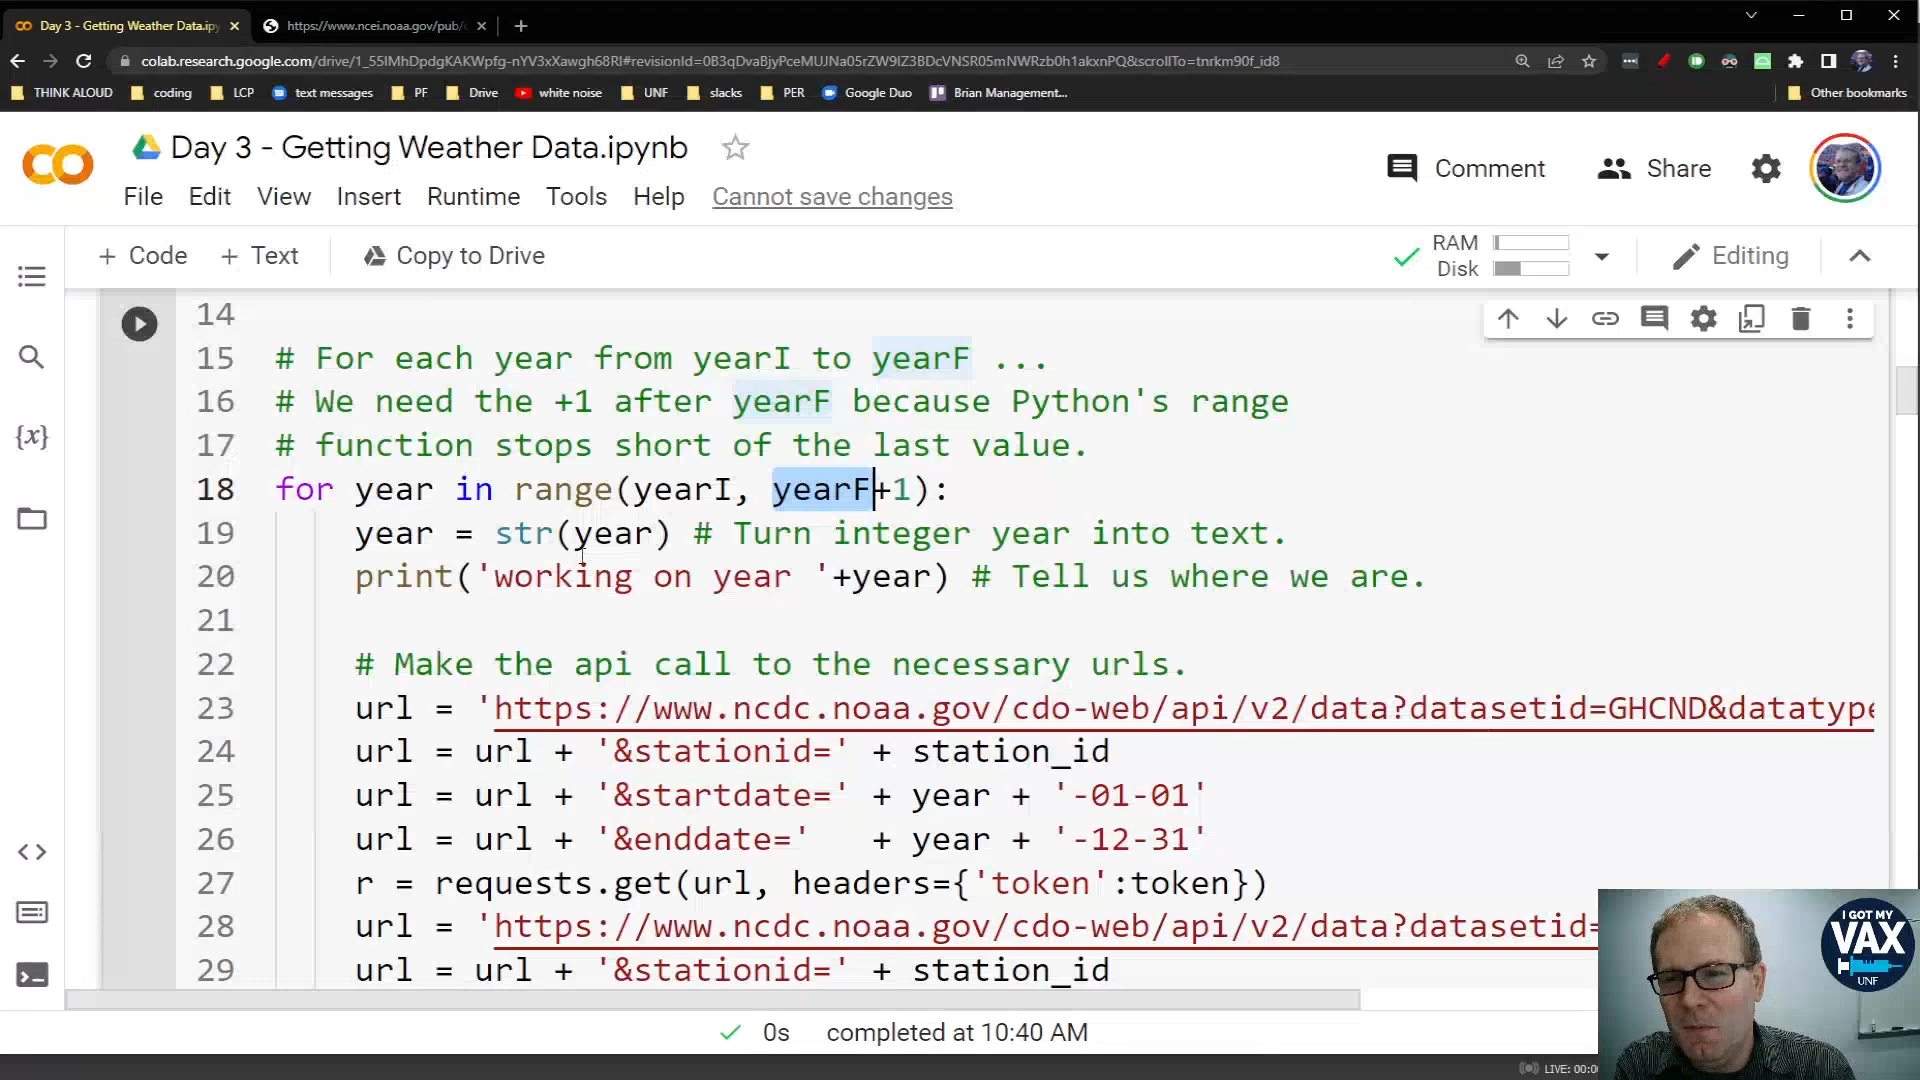 Day 3 - Getting Weather Data.ipy
https://www.ncei.noaa.gov/pub/
colab.research.google.com/drive/1_55IMhDpdgKAKWpfg-nYV3xXawgh68RI#revisionId=0B3qDvaBjyPceMUJNa05rZW9IZ3BDcVNSR05mNWRzb0h1akxnPQ&scrollTo=tnrkm90f_id8
THINK ALOUD coding LCP text messages PF Drive white noise UNF slacks PER Google Duo Brian Management... Other bookmarks
Day 3 - Getting Weather Data.ipynb
Comment Share
File Edit View Insert Runtime Tools Help Cannot save changes
+ Code + Text Copy to Drive RAM Disk Editing
14
15 # For each year from yearI to yearF ...
16 # We need the +1 after yearF because Python's range
17 # function stops short of the last value.
18 for year in range(yearI, yearF+1):
19 year = str(year) # Turn integer year into text.
20 print('working on year '+year) # Tell us where we are.
21
22 # Make the api call to the necessary urls.
23 url = 'https://www.ncdc.noaa.gov/cdo-web/api/v2/data?datasetid=GHCND&datatype
24 url = url + '&stationid=' + station_id
25 url = url + '&startdate=' + year + '-01-01'
26 url = url + '&enddate='   + year + '-12-31'
27 r = requests.get(url, headers={'token':token})
28 url = 'https://www.ncdc.noaa.gov/cdo-web/api/v2/data?datasetid=
29 url = url + '&stationid=' + station_id
0s completed at 10:40 AM
I GOT MY
VAX
UNF
LIVE: 00:0